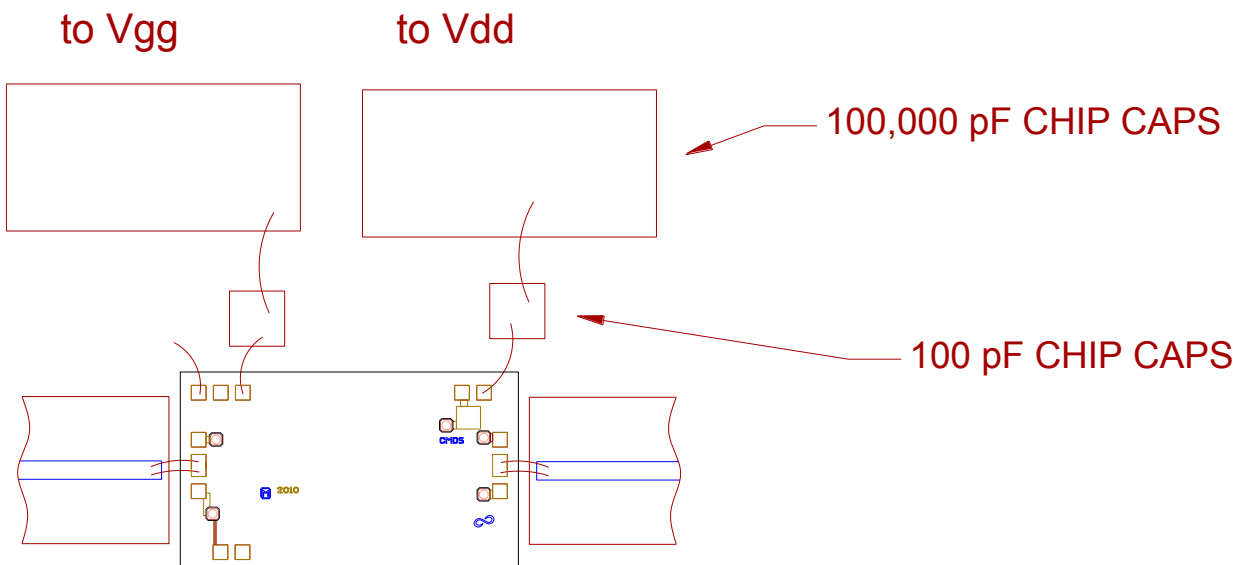 to Vgg
to Vdd
100,000 pF CHIP CAPS
100 pF CHIP CAPS
CMDS
2010